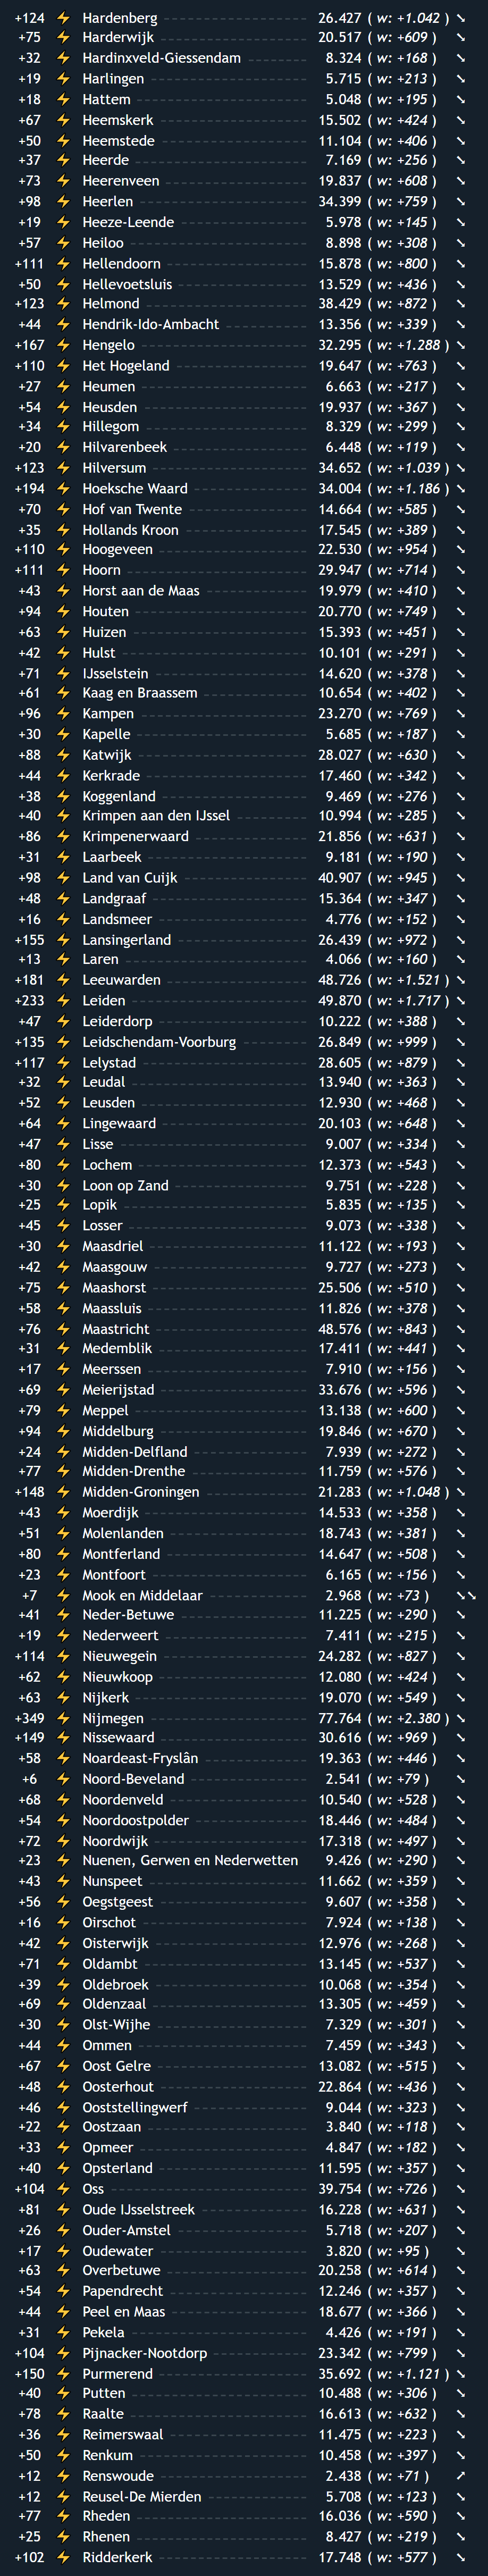 +124 ⚡ Hardenberg 26.427 ( w: +1.042 ) ↘
+75 ⚡ Harderwijk 20.517 ( w: +609 ) ↘
+32 ⚡ Hardinxveld-Giessendam 8.324 ( w: +168 ) ↘
+19 ⚡ Harlingen 5.715 ( w: +213 ) ↘
+18 ⚡ Hattem 5.048 ( w: +195 ) ↘
+67 ⚡ Heemskerk 15.502 ( w: +424 ) ↘
+50 ⚡ Heemstede 11.104 ( w: +406 ) ↘
+37 ⚡ Heerde 7.169 ( w: +256 ) ↘
+73 ⚡ Heerenveen 19.837 ( w: +608 ) ↘
+98 ⚡ Heerlen 34.399 ( w: +759 ) ↘
+19 ⚡ Heeze-Leende 5.978 ( w: +145 ) ↘
+57 ⚡ Heiloo 8.898 ( w: +308 ) ↘
+111 ⚡ Hellendoorn 15.878 ( w: +800 ) ↘
+50 ⚡ Hellevoetsluis 13.529 ( w: +436 ) ↘
+123 ⚡ Helmond 38.429 ( w: +872 ) ↘
+44 ⚡ Hendrik-Ido-Ambacht 13.356 ( w: +339 ) ↘
+167 ⚡ Hengelo 32.295 ( w: +1.288 ) ↘
+110 ⚡ Het Hogeland 19.647 ( w: +763 ) ↘
+27 ⚡ Heumen 6.663 ( w: +217 ) ↘
+54 ⚡ Heusden 19.937 ( w: +367 ) ↘
+34 ⚡ Hillegom 8.329 ( w: +299 ) ↘
+20 ⚡ Hilvarenbeek 6.448 ( w: +119 ) ↘
+123 ⚡ Hilversum 34.652 ( w: +1.039 ) ↘
+194 ⚡ Hoeksche Waard 34.004 ( w: +1.186 ) ↘
+70 ⚡ Hof van Twente 14.664 ( w: +585 ) ↘
+35 ⚡ Hollands Kroon 17.545 ( w: +389 ) ↘
+110 ⚡ Hoogeveen 22.530 ( w: +954 ) ↘
+111 ⚡ Hoorn 29.947 ( w: +714 ) ↘
+43 ⚡ Horst aan de Maas 19.979 ( w: +410 ) ↘
+94 ⚡ Houten 20.770 ( w: +749 ) ↘
+63 ⚡ Huizen 15.393 ( w: +451 ) ↘
+42 ⚡ Hulst 10.101 ( w: +291 ) ↘
+71 ⚡ IJsselstein 14.620 ( w: +378 ) ↘
+61 ⚡ Kaag en Braassem 10.654 ( w: +402 ) ↘
+96 ⚡ Kampen 23.270 ( w: +769 ) ↘
+30 ⚡ Kapelle 5.685 ( w: +187 ) ↘
+88 ⚡ Katwijk 28.027 ( w: +630 ) ↘
+44 ⚡ Kerkrade 17.460 ( w: +342 ) ↘
+38 ⚡ Koggenland 9.469 ( w: +276 ) ↘
+40 ⚡ Krimpen aan den IJssel 10.994 ( w: +285 ) ↘
+86 ⚡ Krimpenerwaard 21.856 ( w: +631 ) ↘
+31 ⚡ Laarbeek 9.181 ( w: +190 ) ↘
+98 ⚡ Land van Cuijk 40.907 ( w: +945 ) ↘
+48 ⚡ Landgraaf 15.364 ( w: +347 ) ↘
+16 ⚡ Landsmeer 4.776 ( w: +152 ) ↘
+155 ⚡ Lansingerland 26.439 ( w: +972 ) ↘
+13 ⚡ Laren 4.066 ( w: +160 ) ↘
+181 ⚡ Leeuwarden 48.726 ( w: +1.521 ) ↘
+233 ⚡ Leiden 49.870 ( w: +1.717 ) ↘
+47 ⚡ Leiderdorp 10.222 ( w: +388 ) ↘
+135 ⚡ Leidschendam-Voorburg 26.849 ( w: +999 ) ↘
+117 ⚡ Lelystad 28.605 ( w: +879 ) ↘
+32 ⚡ Leudal 13.940 ( w: +363 ) ↘
+52 ⚡ Leusden 12.930 ( w: +468 ) ↘
+64 ⚡ Lingewaard 20.103 ( w: +648 ) ↘
+47 ⚡ Lisse 9.007 ( w: +334 ) ↘
+80 ⚡ Lochem 12.373 ( w: +543 ) ↘
+30 ⚡ Loon op Zand 9.751 ( w: +228 ) ↘
+25 ⚡ Lopik 5.835 ( w: +135 ) ↘
+45 ⚡ Losser 9.073 ( w: +338 ) ↘
+30 ⚡ Maasdriel 11.122 ( w: +193 ) ↘
+42 ⚡ Maasgouw 9.727 ( w: +273 ) ↘
+75 ⚡ Maashorst 25.506 ( w: +510 ) ↘
+58 ⚡ Maassluis 11.826 ( w: +378 ) ↘
+76 ⚡ Maastricht 48.576 ( w: +843 ) ↘
+31 ⚡ Medemblik 17.411 ( w: +441 ) ↘
+17 ⚡ Meerssen 7.910 ( w: +156 ) ↘
+69 ⚡ Meierijstad 33.676 ( w: +596 ) ↘
+79 ⚡ Meppel 13.138 ( w: +600 ) ↘
+94 ⚡ Middelburg 19.846 ( w: +670 ) ↘
+24 ⚡ Midden-Delfland 7.939 ( w: +272 ) ↘
+77 ⚡ Midden-Drenthe 11.759 ( w: +576 ) ↘
+148 ⚡ Midden-Groningen 21.283 ( w: +1.048 ) ↘
+43 ⚡ Moerdijk 14.533 ( w: +358 ) ↘
+51 ⚡ Molenlanden 18.743 ( w: +381 ) ↘
+80 ⚡ Montferland 14.647 ( w: +508 ) ↘
+23 ⚡ Montfoort 6.165 ( w: +156 ) ↘
+7 ⚡ Mook en Middelaar 2.968 ( w: +73 ) ↘↘
+41 ⚡ Neder-Betuwe 11.225 ( w: +290 ) ↘
+19 ⚡ Nederweert 7.411 ( w: +215 ) ↘
+114 ⚡ Nieuwegein 24.282 ( w: +827 ) ↘
+62 ⚡ Nieuwkoop 12.080 ( w: +424 ) ↘
+63 ⚡ Nijkerk 19.070 ( w: +549 ) ↘
+349 ⚡ Nijmegen 77.764 ( w: +2.380 ) ↘
+149 ⚡ Nissewaard 30.616 ( w: +969 ) ↘
+58 ⚡ Noardeast-Fryslân 19.363 ( w: +446 ) ↘
+6 ⚡ Noord-Beveland 2.541 ( w: +79 ) ↘
+68 ⚡ Noordenveld 10.540 ( w: +528 ) ↘
+54 ⚡ Noordoostpolder 18.446 ( w: +484 ) ↘
+72 ⚡ Noordwijk 17.318 ( w: +497 ) ↘
+23 ⚡ Nuenen, Gerwen en Nederwetten 9.426 ( w: +290 ) ↘
+43 ⚡ Nunspeet 11.662 ( w: +359 ) ↘
+56 ⚡ Oegstgeest 9.607 ( w: +358 ) ↘
+16 ⚡ Oirschot 7.924 ( w: +138 ) ↘
+42 ⚡ Oisterwijk 12.976 ( w: +268 ) ↘
+71 ⚡ Oldambt 13.145 ( w: +537 ) ↘
+39 ⚡ Oldebroek 10.068 ( w: +354 ) ↘
+69 ⚡ Oldenzaal 13.305 ( w: +459 ) ↘
+30 ⚡ Olst-Wijhe 7.329 ( w: +301 ) ↘
+44 ⚡ Ommen 7.459 ( w: +343 ) ↘
+67 ⚡ Oost Gelre 13.082 ( w: +515 ) ↘
+48 ⚡ Oosterhout 22.864 ( w: +436 ) ↘
+46 ⚡ Ooststellingwerf 9.044 ( w: +323 ) ↘
+22 ⚡ Oostzaan 3.840 ( w: +118 ) ↘
+33 ⚡ Opmeer 4.847 ( w: +182 ) ↘
+40 ⚡ Opsterland 11.595 ( w: +357 ) ↘
+104 ⚡ Oss 39.754 ( w: +726 ) ↘
+81 ⚡ Oude IJsselstreek 16.228 ( w: +631 ) ↘
+26 ⚡ Ouder-Amstel 5.718 ( w: +207 ) ↘
+17 ⚡ Oudewater 3.820 ( w: +95 ) ↘
+63 ⚡ Overbetuwe 20.258 ( w: +614 ) ↘
+54 ⚡ Papendrecht 12.246 ( w: +357 ) ↘
+44 ⚡ Peel en Maas 18.677 ( w: +366 ) ↘
+31 ⚡ Pekela 4.426 ( w: +191 ) ↘
+104 ⚡ Pijnacker-Nootdorp 23.342 ( w: +799 ) ↘
+150 ⚡ Purmerend 35.692 ( w: +1.121 ) ↘
+40 ⚡ Putten 10.488 ( w: +306 ) ↘
+78 ⚡ Raalte 16.613 ( w: +632 ) ↘
+36 ⚡ Reimerswaal 11.475 ( w: +223 ) ↘
+50 ⚡ Renkum 10.458 ( w: +397 ) ↘
+12 ⚡ Renswoude 2.438 ( w: +71 ) ↗
+12 ⚡ Reusel-De Mierden 5.708 ( w: +123 ) ↘
+77 ⚡ Rheden 16.036 ( w: +590 ) ↘
+25 ⚡ Rhenen 8.427 ( w: +219 ) ↘
+102 ⚡ Ridderkerk 17.748 ( w: +577 ) ↘